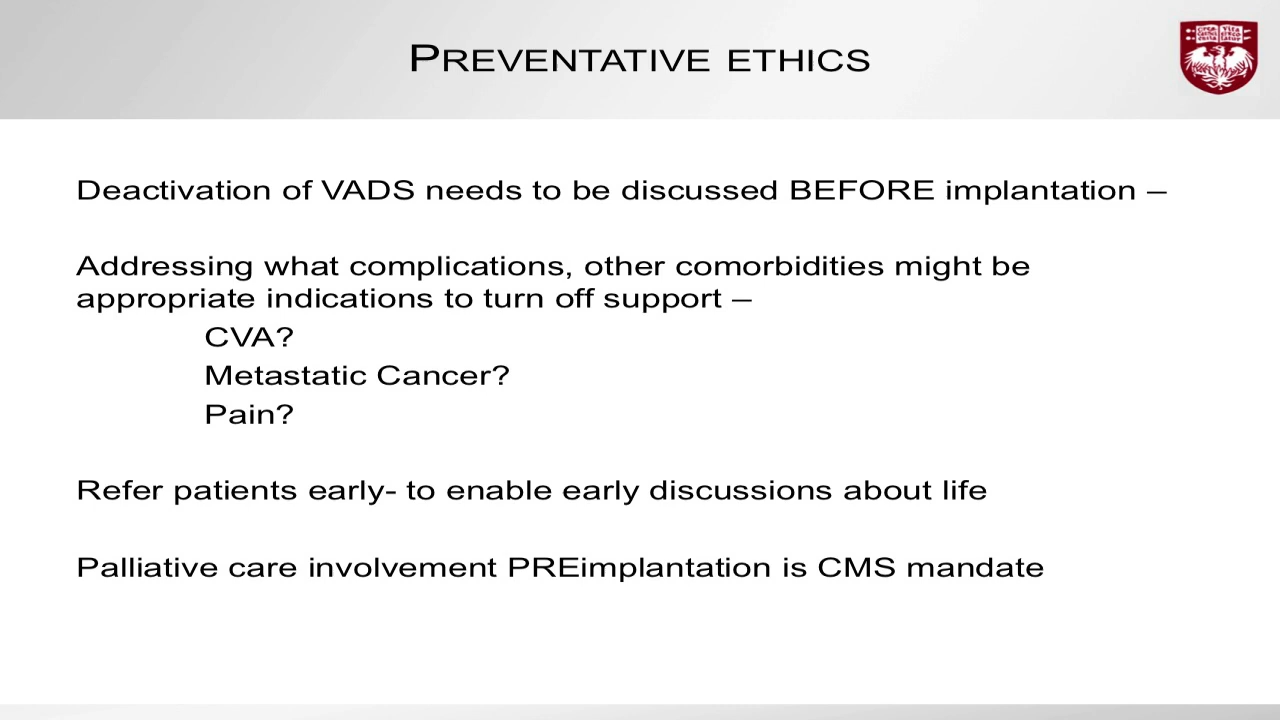 PREVENTATIVE ETHICS
Deactivation of VADS needs to be discussed BEFORE implantation –
Addressing what complications, other comorbidities might be
appropriate indications to turn off support –
CVA?
Metastatic Cancer?
Pain?
Refer patients early- to enable early discussions about life
Palliative care involvement PREimplantation is CMS mandate